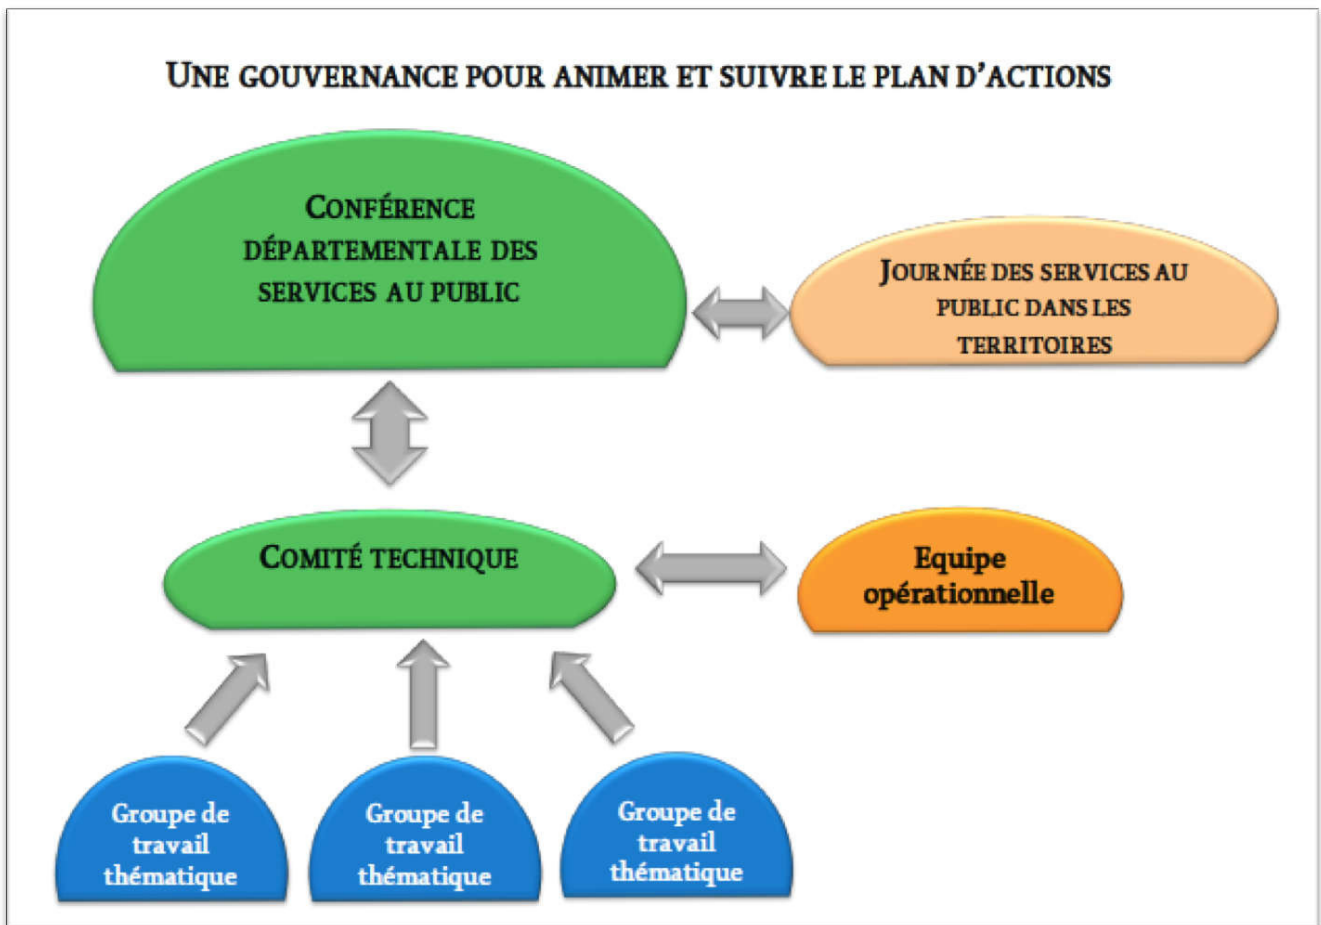 UNE GOUVERNANCE POUR ANIMER ET SUIVRE LE PLAN D'ACTIONS
CONFÉRENCE
DÉPARTEMENTALE DES
SERVICES AU PUBLIC
JOURNÉE DES SERVICES AU
PUBLIC DANS LES
TERRITOIRES
COMITÉ TECHNIQUE
Equipe
opérationnelle
Groupe de
travail
thématique
Groupe de
travail
thématique
Groupe de
travail
thématique